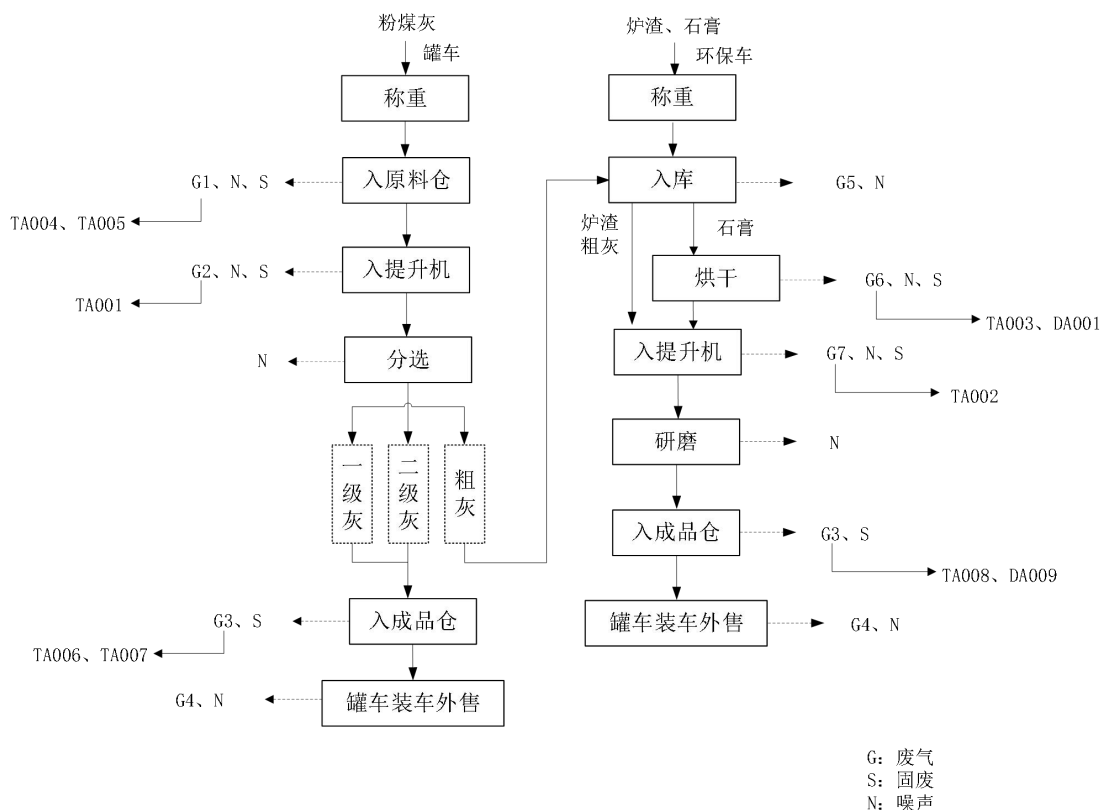 粉煤灰
罐车
称重
入原料仓
G1、N、S
TA004、TA005
入提升机
G2、N、S
TA001
分选
N
一级灰
二级灰
粗灰
入成品仓
G3、S
TA006、TA007
罐车装车外售
G4、N
炉渣、石膏
环保车
称重
入库
G5、N
炉渣
粗灰
石膏
烘干
G6、N、S
TA003、DA001
入提升机
G7、N、S
TA002
研磨
N
入成品仓
G3、S
TA008、DA009
罐车装车外售
G4、N
G: 废气
S: 固废
N: 噪声